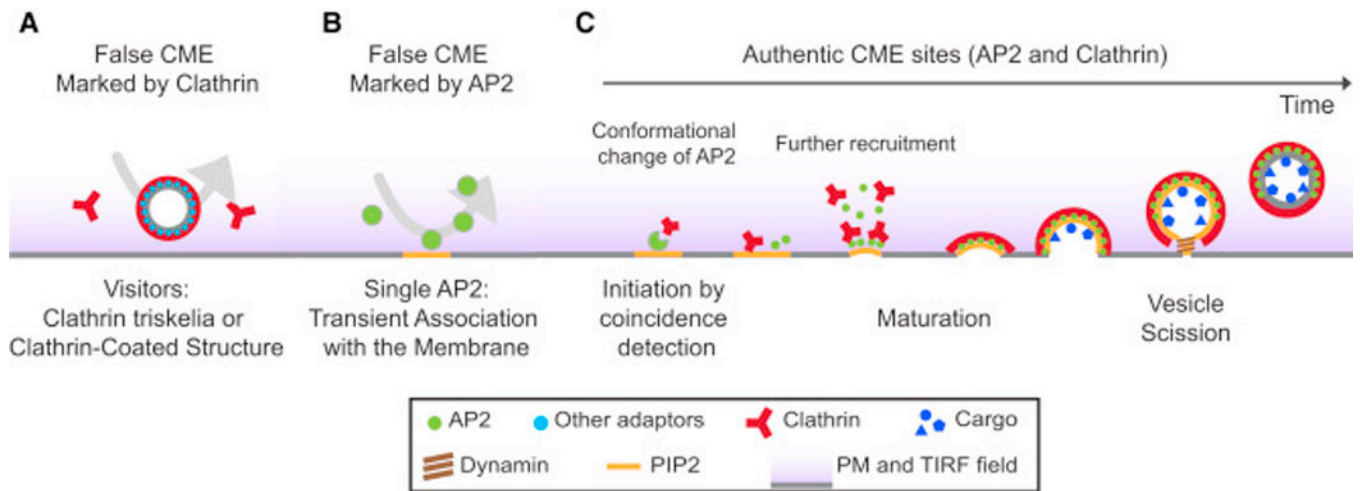 A
False CME
Marked by Clathrin
Visitors:
Clathrin triskelia or
Clathrin-Coated Structure
B
False CME
Marked by AP2
Single AP2:
Transient Association
with the Membrane
C
Authentic CME sites (AP2 and Clathrin)
Time
Conformational
change of AP2
Further recruitment
Initiation by
coincidence
detection
Maturation
Vesicle
Scission
AP2
Other adaptors
Clathrin
Cargo
Dynamin
PIP2
PM and TIRF field